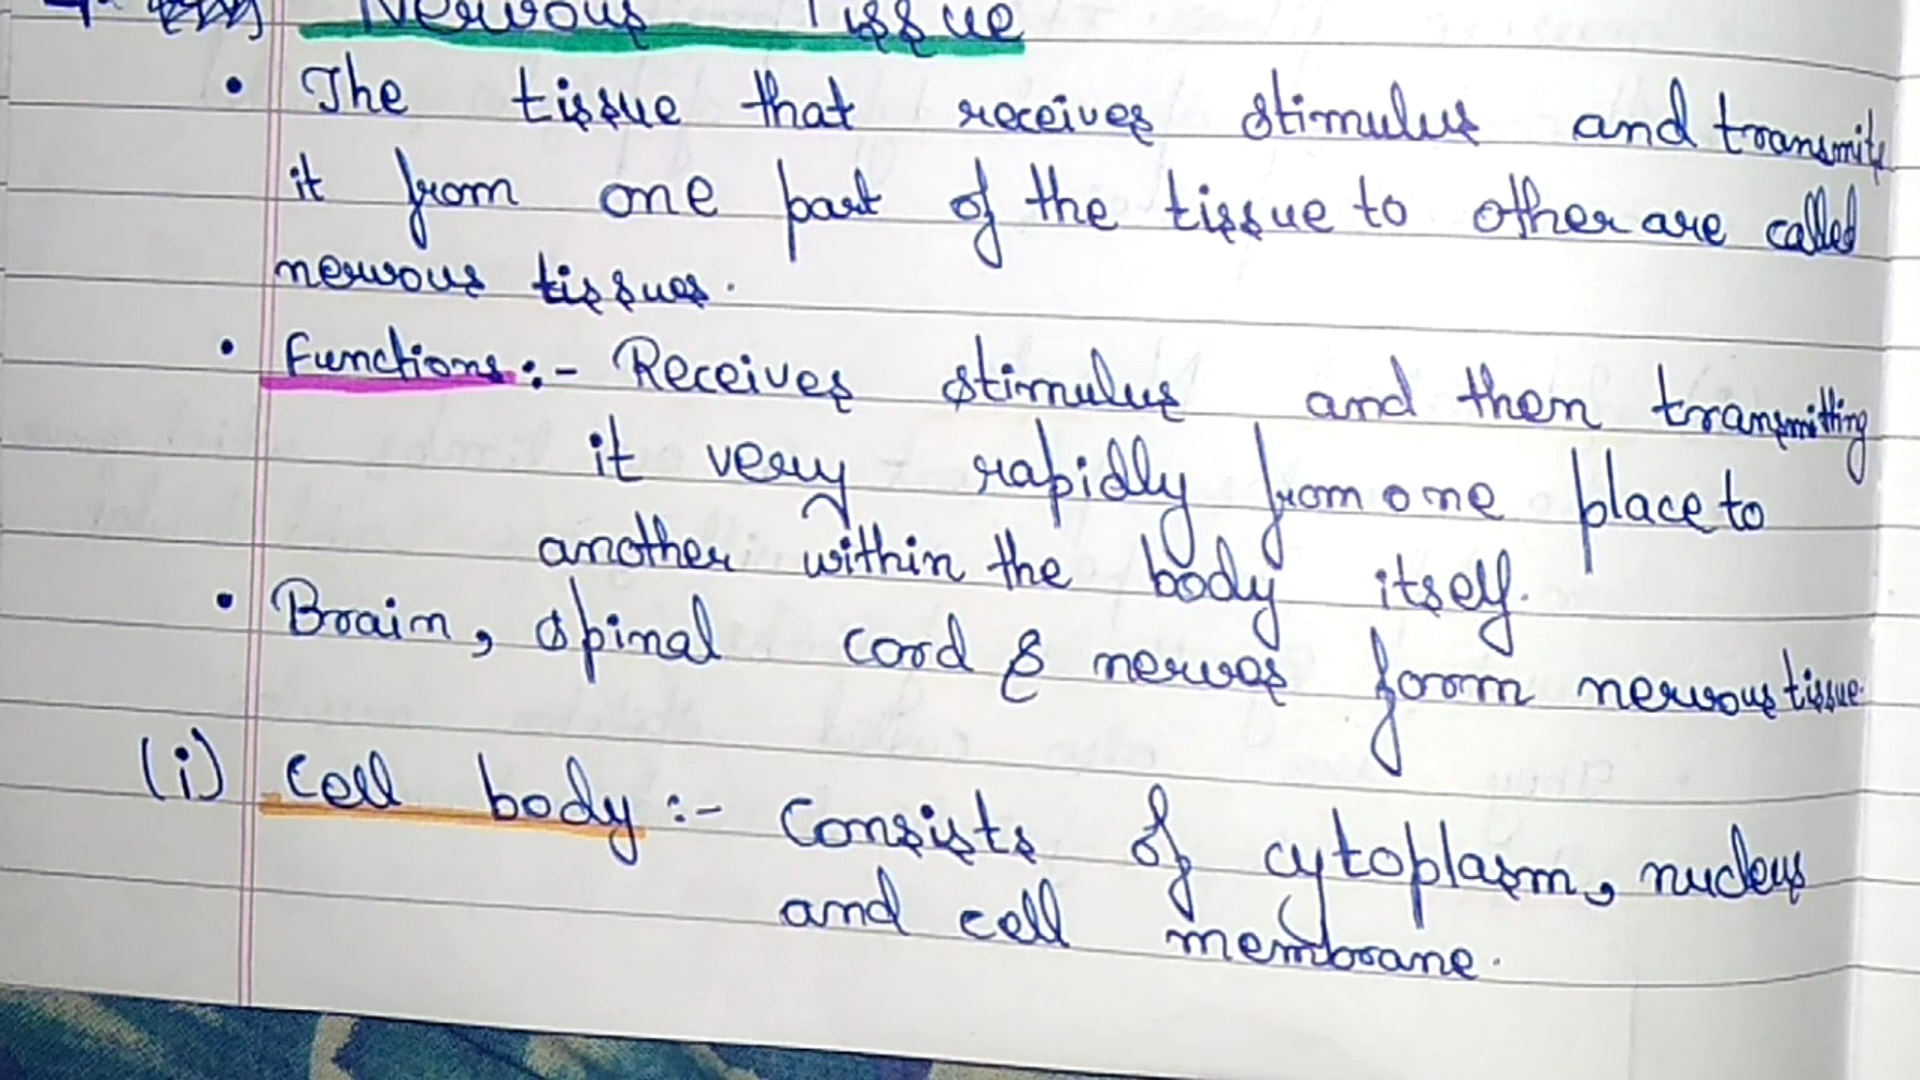 Nervous Tissue
• The tissue that receives stimulus and transmits
it from one part of the tissue to other are called
nervous tissues.
• Functions :- Receives stimulus and then transmitting
it very rapidly from one place to
another within the body itself.
• Brain, spinal cord & nerves form nervous tissue.
(i) Cell body :- Consists of cytoplasm, nucleus
and cell membrane.